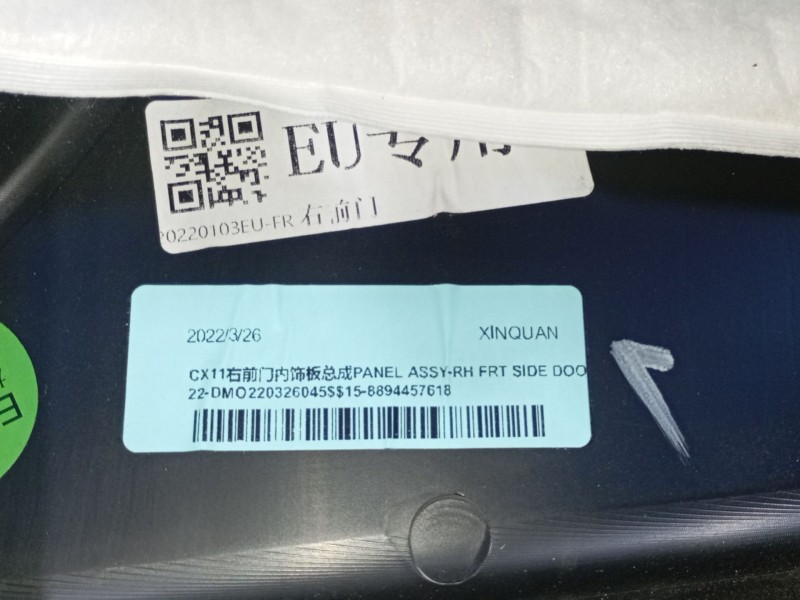 EU专用
20220103EU-FR 右前门
2022/3/26 XINQUAN
CX11右前门内饰板总成PANEL ASSY-RH FRT SIDE DOO
22-DMO220326045$$15-8894457618